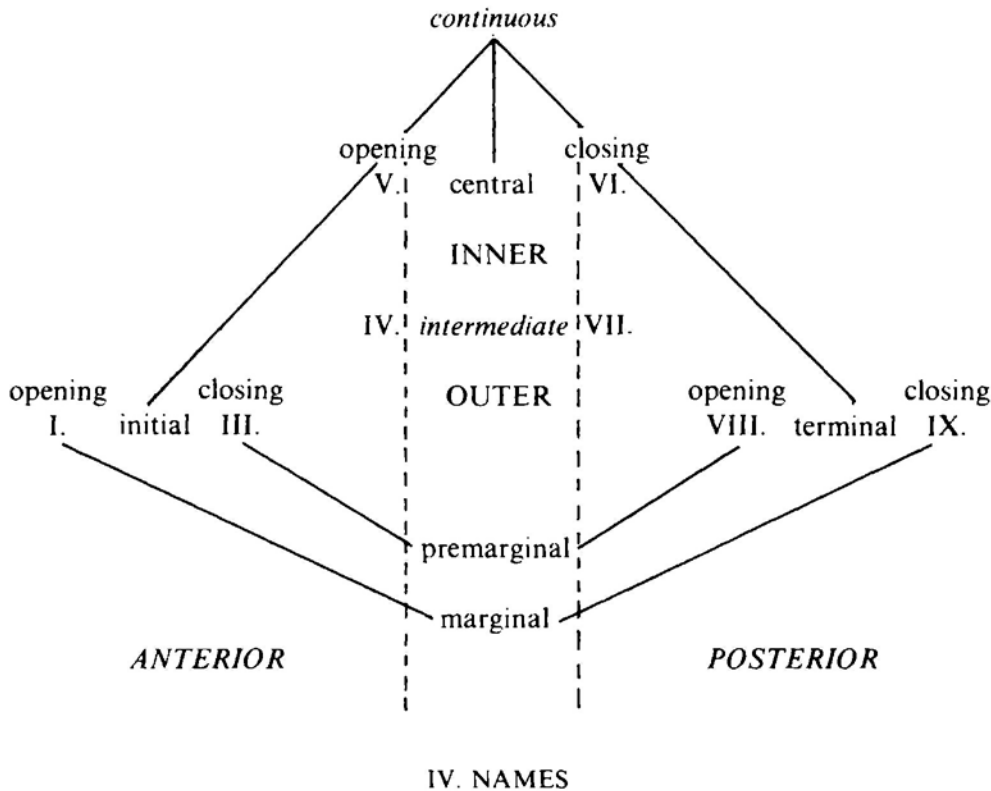 continuous
opening closing
V. central VI.
INNER
IV. intermediate VII.
opening closing OUTER opening closing
I. initial III. VIII. terminal IX.
premarginal
marginal
ANTERIOR POSTERIOR
IV. NAMES